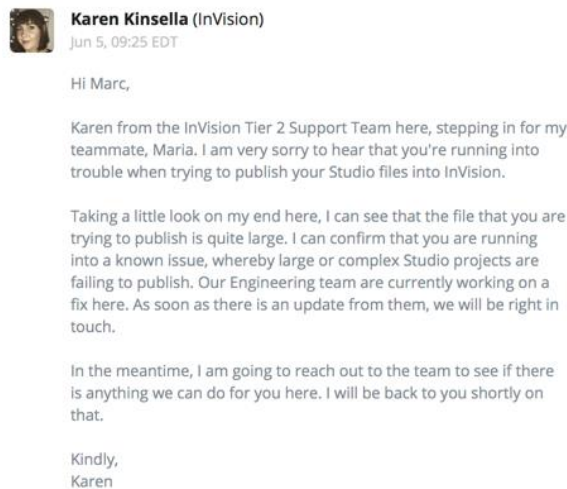 Karen Kinsella (InVision)
Jun 5, 09:25 EDT
Hi Marc,
Karen from the InVision Tier 2 Support Team here, stepping in for my
teammate, Maria. I am very sorry to hear that you're running into
trouble when trying to publish your Studio files into InVision.
Taking a little look on my end here, I can see that the file that you are
trying to publish is quite large. I can confirm that you are running
into a known issue, whereby large or complex Studio projects are
failing to publish. Our Engineering team are currently working on a
fix here. As soon as there is an update from them, we will be right in
touch.
In the meantime, I am going to reach out to the team to see if there
is anything we can do for you here. I will be back to you shortly on
that.
Kindly,
Karen